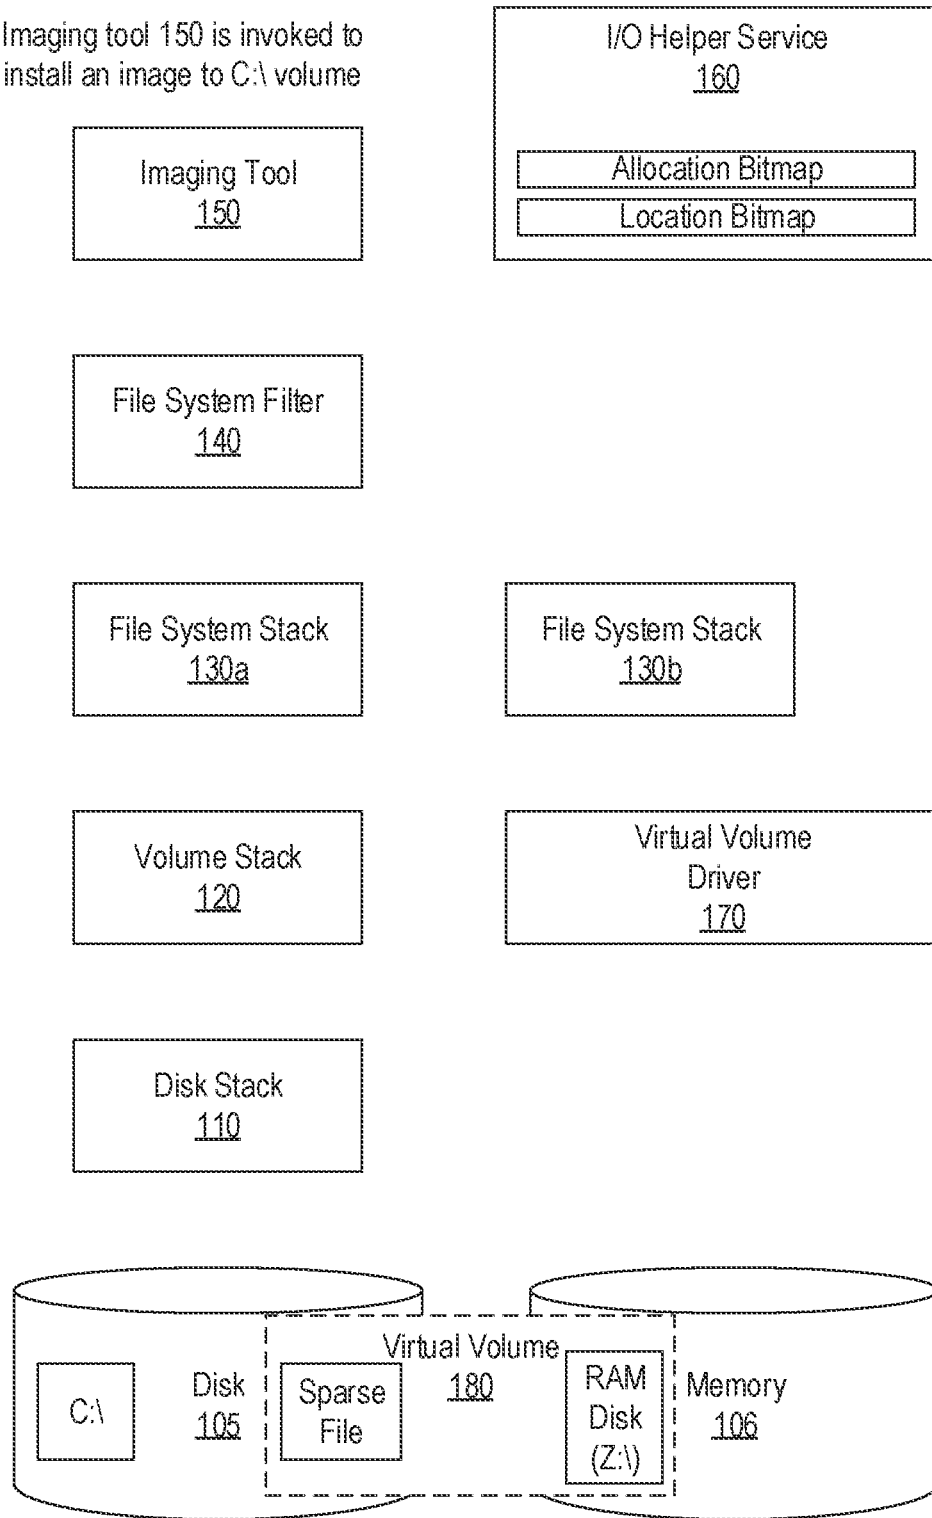 Imaging tool 150 is invoked to
install an image to C:\ volume
I/O Helper Service
160
Allocation Bitmap
Location Bitmap
Imaging Tool
150
File System Filter
140
File System Stack
130a
File System Stack
130b
Volume Stack
120
Virtual Volume
Driver
170
Disk Stack
110
C:\
Disk
105
Virtual Volume
180
Sparse
File
RAM
Disk
(Z:\)
Memory
106